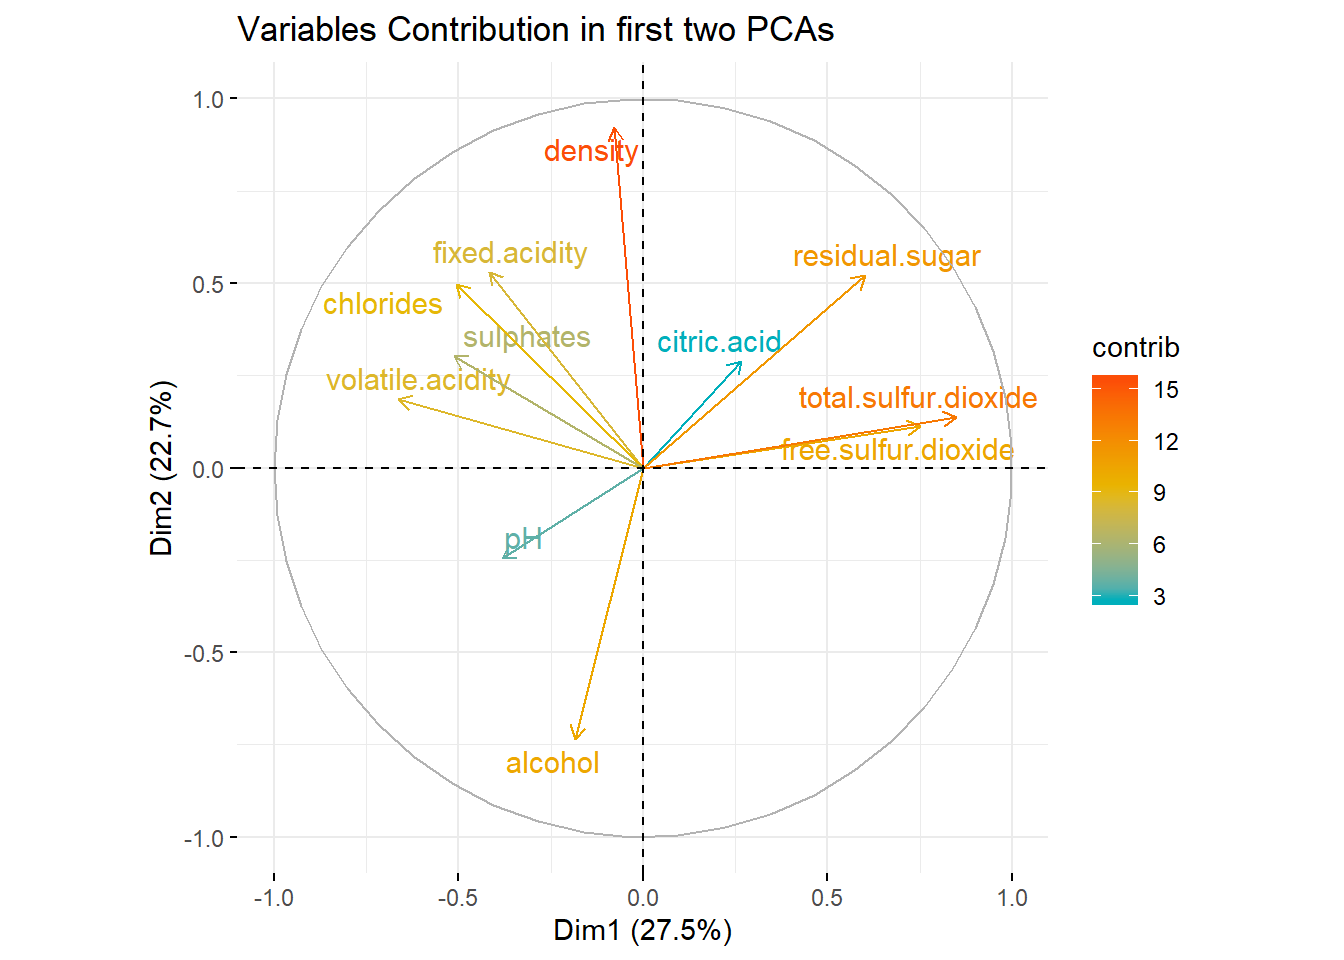 Variables Contribution in first two PCAs
1.0
density
fixed.acidity
residual.sugar
0.5
chlorides
sulphates
citric.acid
contrib
volatile.acidity
total.sulfur.dioxide
15
free.sulfur.dioxide
12
0.0
9
Dim2 (22.7%)
pH
6
3
-0.5
alcohol
-1.0
-1.0 -0.5 0.0 0.5 1.0
Dim1 (27.5%)